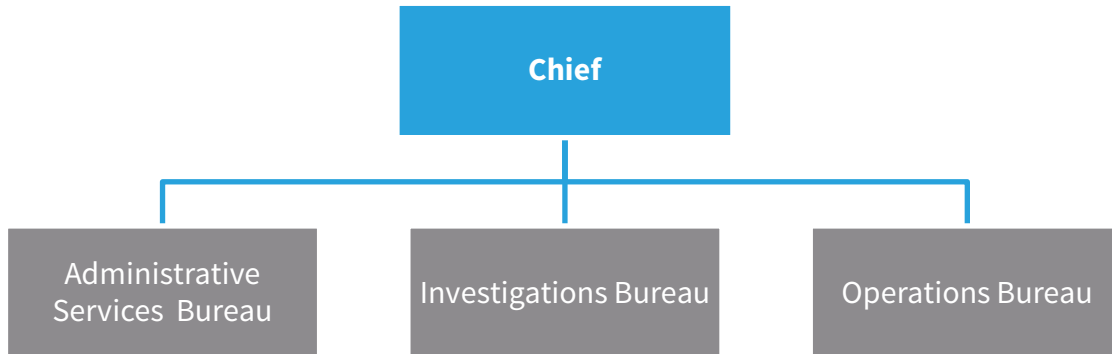 Chief
Administrative
Services  Bureau
Investigations Bureau
Operations Bureau